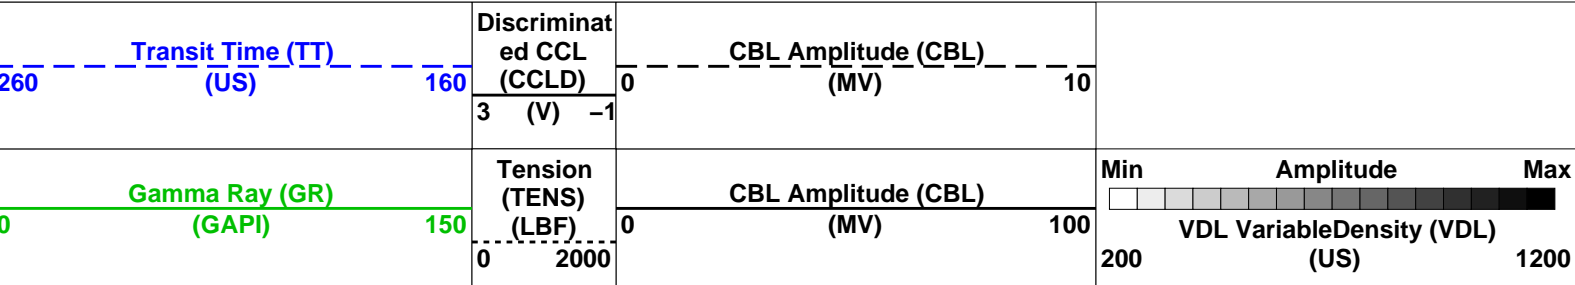 Transit Time (TT)
260 (US) 160
Discriminat
ed CCL
(CCLD)
3 (V) −1
CBL Amplitude (CBL)
0 (MV) 10
Gamma Ray (GR)
0 (GAPI) 150
Tension
(TENS)
(LBF)
0 2000
CBL Amplitude (CBL)
0 (MV) 100
Min Amplitude Max
VDL VariableDensity (VDL)
200 (US) 1200